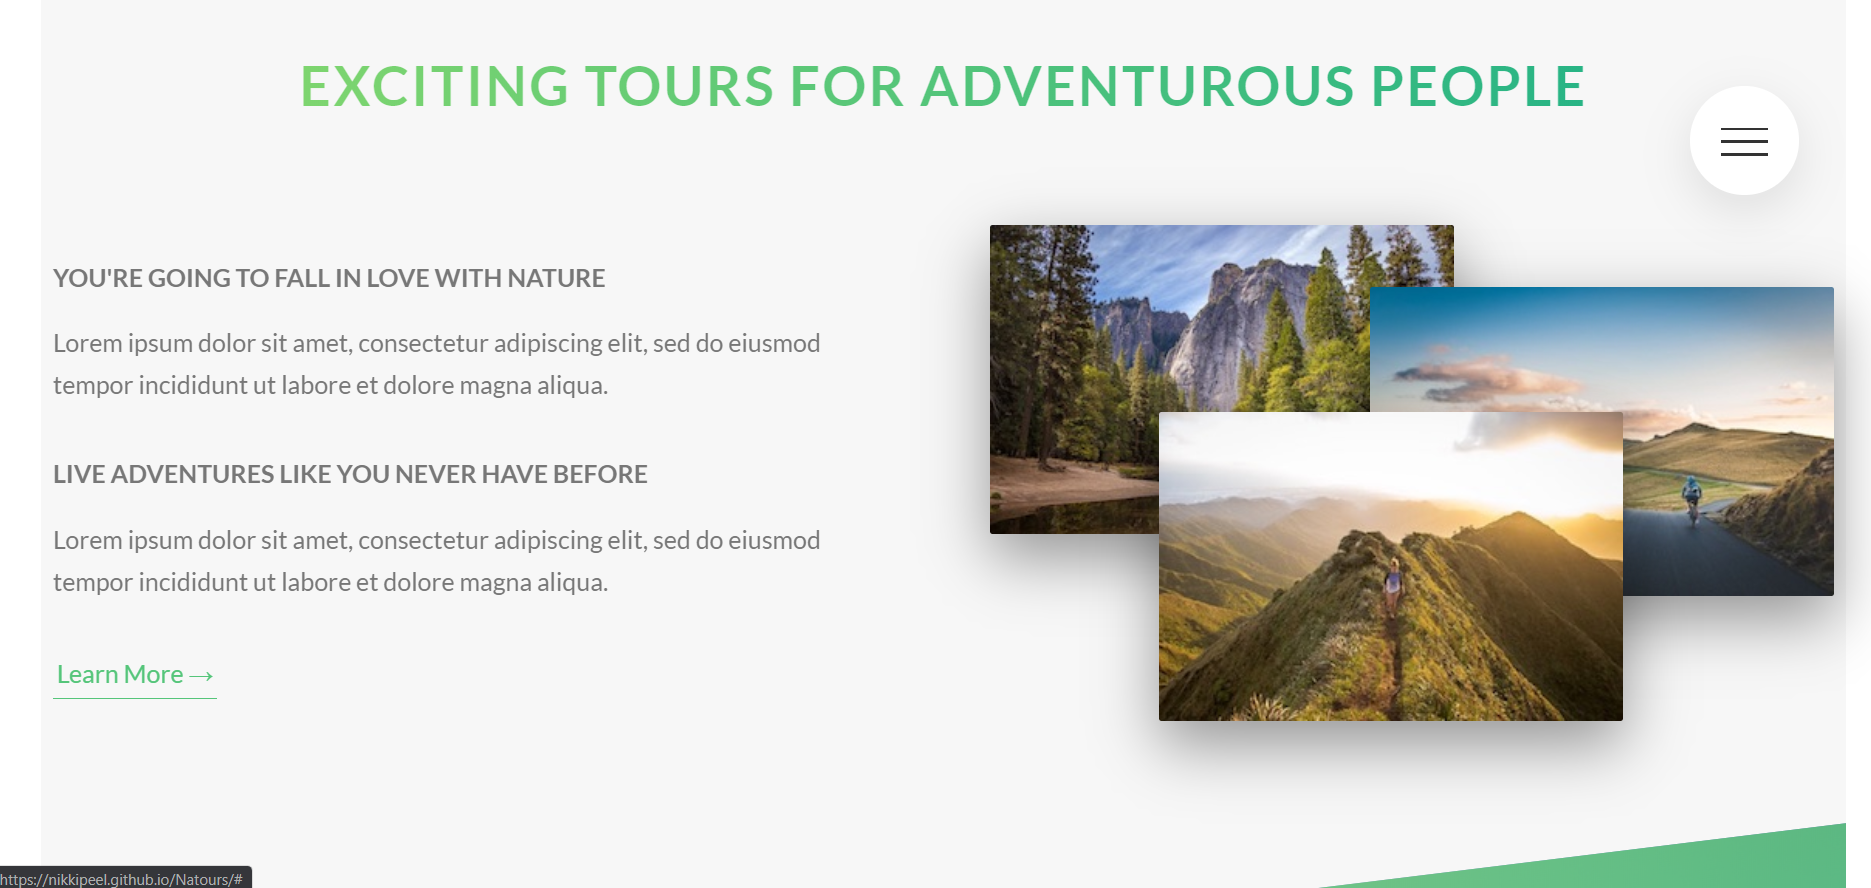 EXCITING TOURS FOR ADVENTUROUS PEOPLE
YOU'RE GOING TO FALL IN LOVE WITH NATURE
Lorem ipsum dolor sit amet, consectetur adipiscing elit, sed do eiusmod
tempor incididunt ut labore et dolore magna aliqua.
LIVE ADVENTURES LIKE YOU NEVER HAVE BEFORE
Lorem ipsum dolor sit amet, consectetur adipiscing elit, sed do eiusmod
tempor incididunt ut labore et dolore magna aliqua.
Learn More →
https://nikkipeel.github.io/Natours/#